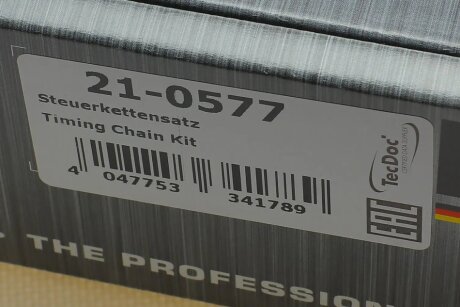 21-0577
Steuerkettensatz
Timing Chain Kit
4 047753 341789
TecDoc
EAC
THE PROFESSION